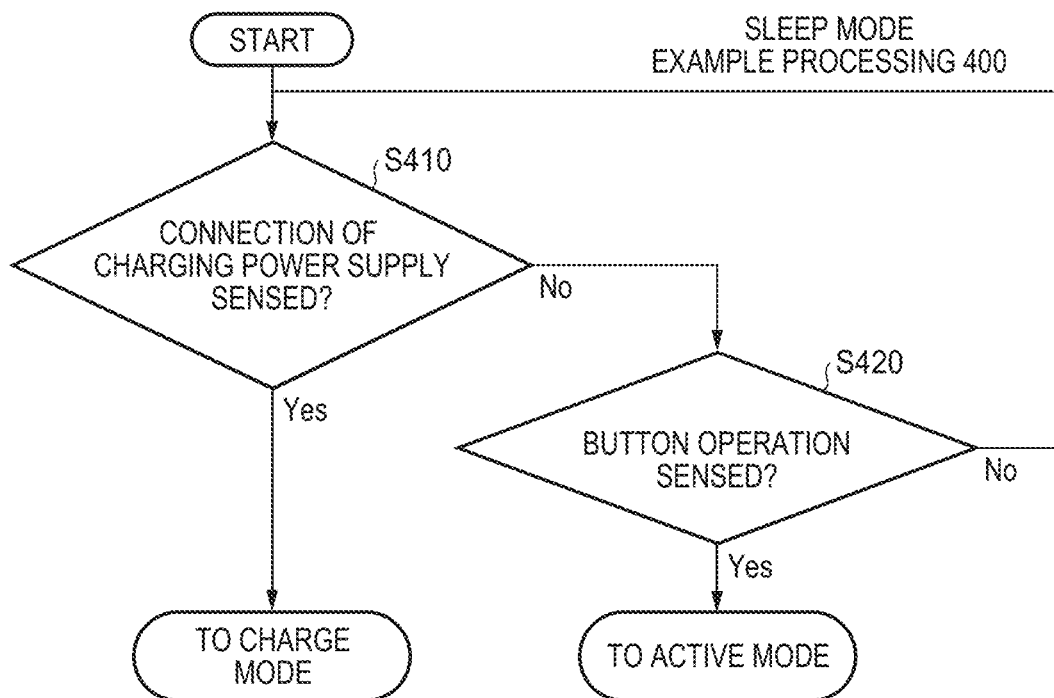 START
SLEEP MODE
EXAMPLE PROCESSING 400
S410
CONNECTION OF
CHARGING POWER SUPPLY
SENSED?
No
Yes
S420
BUTTON OPERATION
SENSED?
No
Yes
TO CHARGE
MODE
TO ACTIVE MODE